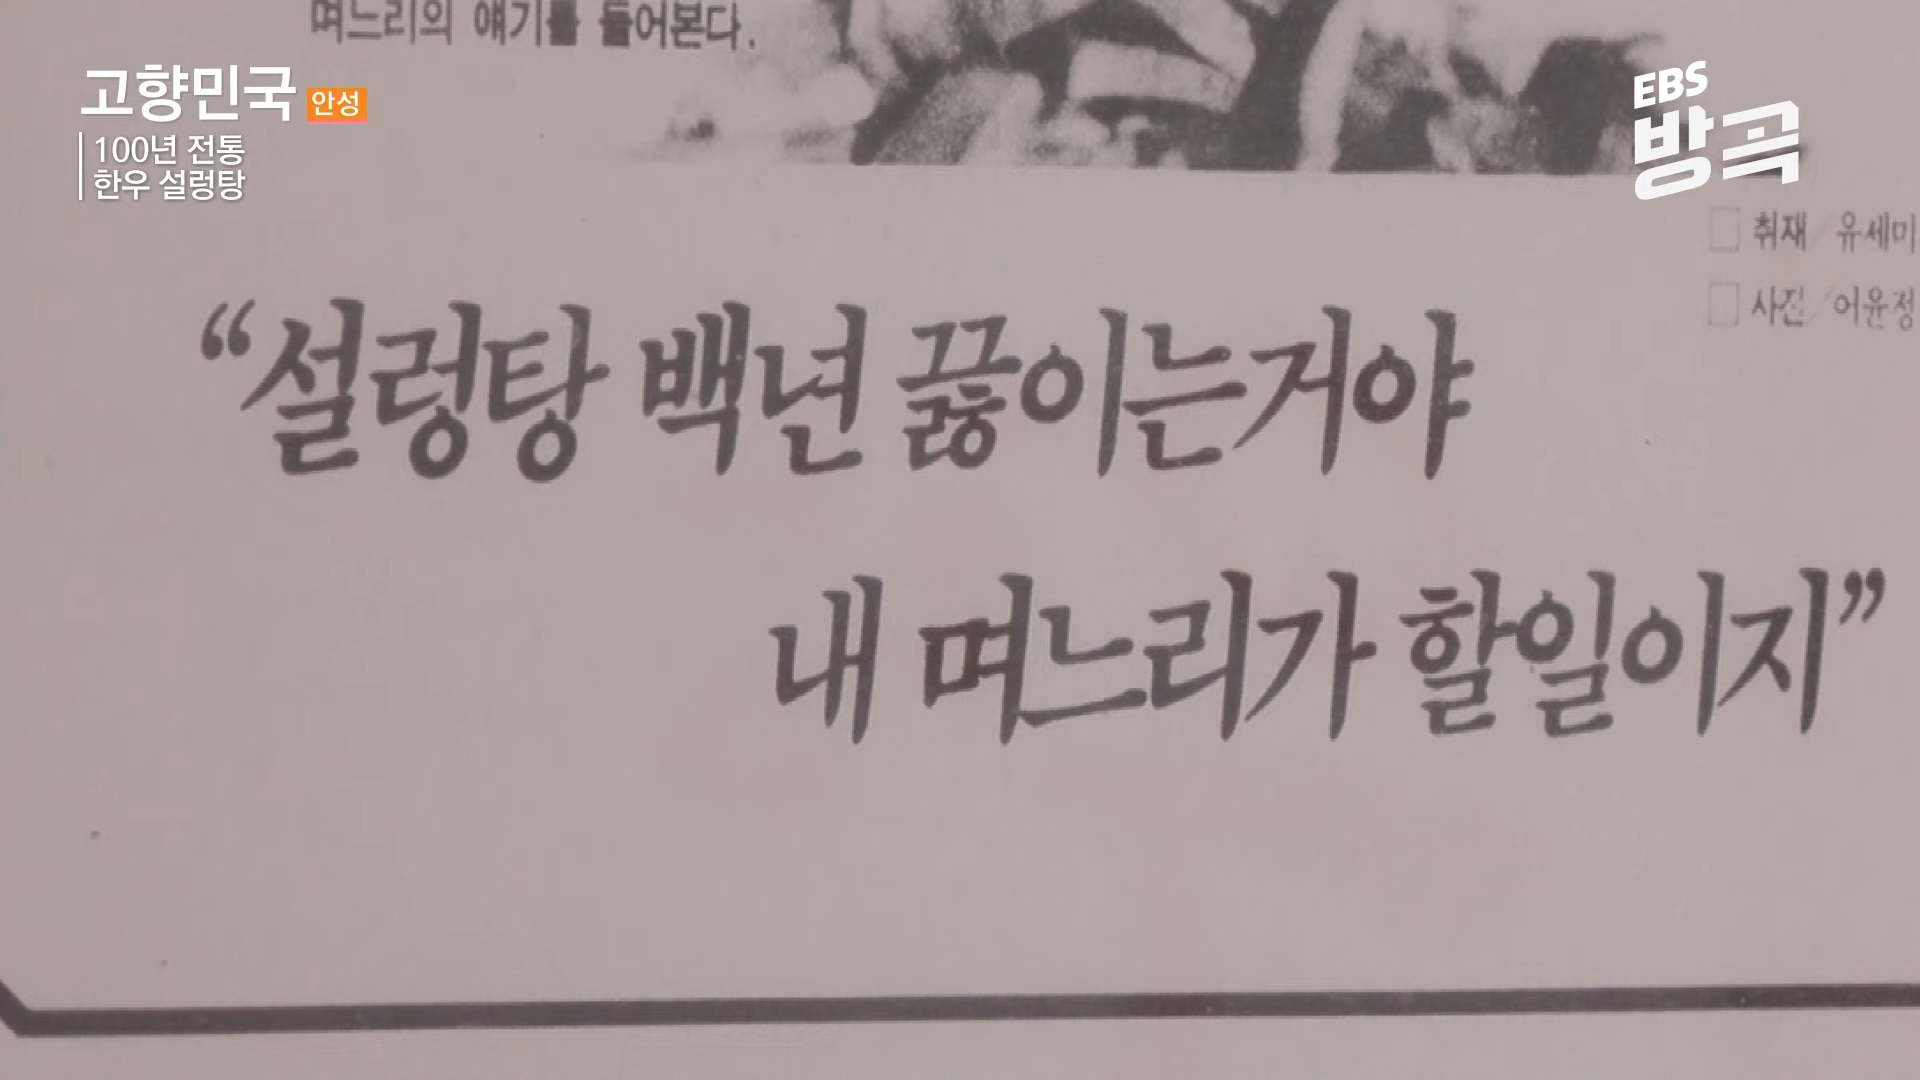 며느리의 얘기를 들어본다.
고향민국 안성
100년 전통
한우 설렁탕
EBS
방곡
취재／유세미
사진／어윤정
“설렁탕 백년 끓이는거야
내 며느리가 할일이지”